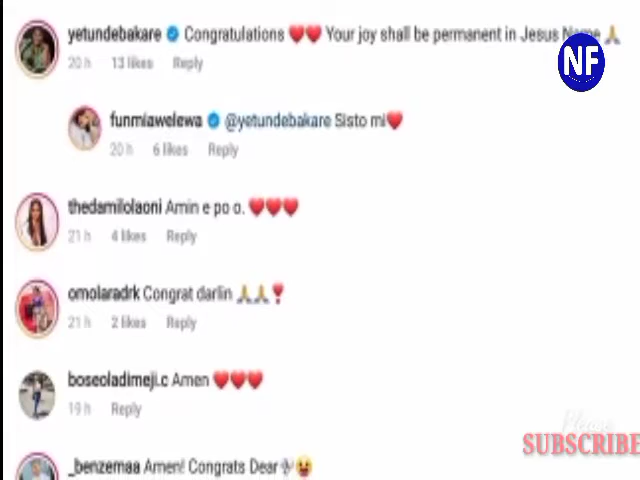 yetundebakare Congratulations ❤️❤️ Your joy shall be permanent in Jesus Name 🙏
NF
20 h 13 likes Reply
funmiawelewa @yetundebakare Sisto mi❤️
20 h 6 likes Reply
thedamilolaoni Amin e po o. ❤️❤️❤️
21 h 4 likes Reply
omolaradrk Congrat darlin 🙏🙏❣️
21 h 2 likes Reply
boseoladimeji.c Amen ❤️❤️❤️
19 h Reply
Please
SUBSCRIBE
_benzemaa Amen! Congrats Dear